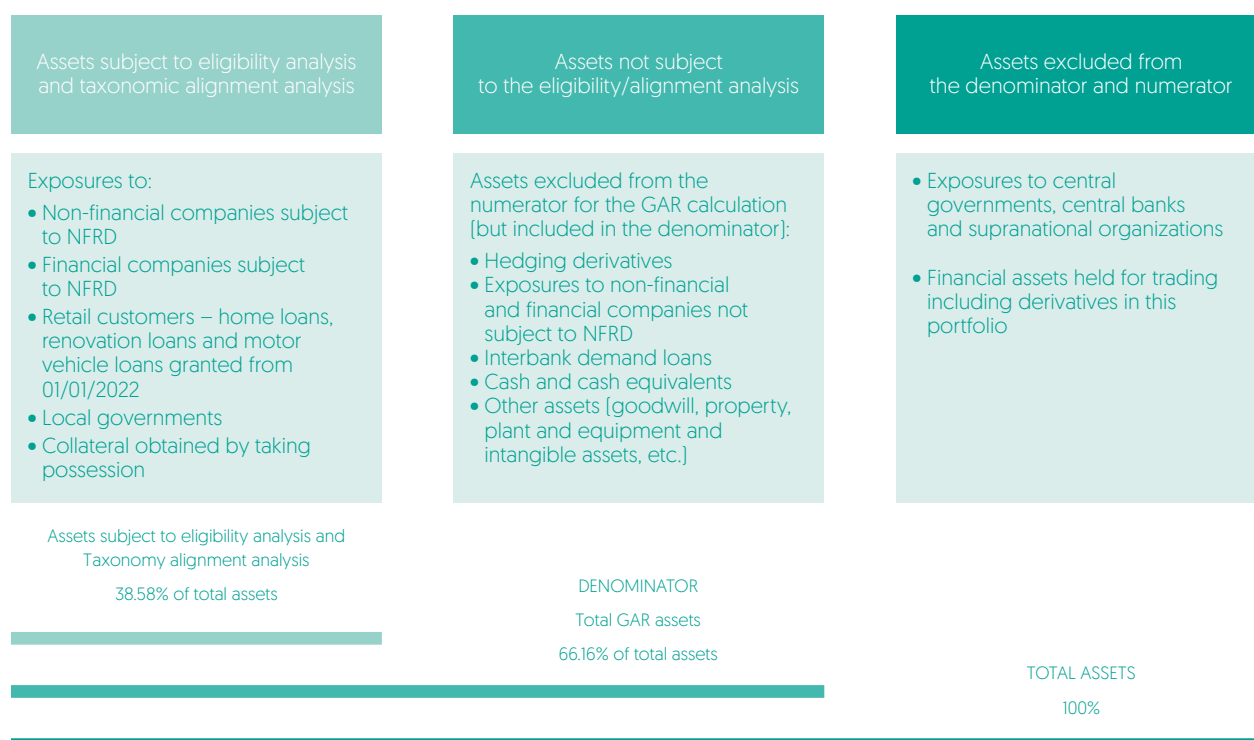 Assets subject to eligibility analysis
and taxonomic alignment analysis
Assets not subject
to the eligibility/alignment analysis
Assets excluded from
the denominator and numerator
Exposures to:
• Non-financial companies subject
to NFRD
• Financial companies subject
to NFRD
• Retail customers – home loans,
renovation loans and motor
vehicle loans granted from
01/01/2022
• Local governments
• Collateral obtained by taking
possession
Assets excluded from the
numerator for the GAR calculation
(but included in the denominator):
• Hedging derivatives
• Exposures to non-financial
and financial companies not
subject to NFRD
• Interbank demand loans
• Cash and cash equivalents
• Other assets (goodwill, property,
plant and equipment and
intangible assets, etc.)
• Exposures to central
governments, central banks
and supranational organizations
• Financial assets held for trading
including derivatives in this
portfolio
Assets subject to eligibility analysis and
Taxonomy alignment analysis
38.58% of total assets
DENOMINATOR
Total GAR assets
66.16% of total assets
TOTAL ASSETS
100%